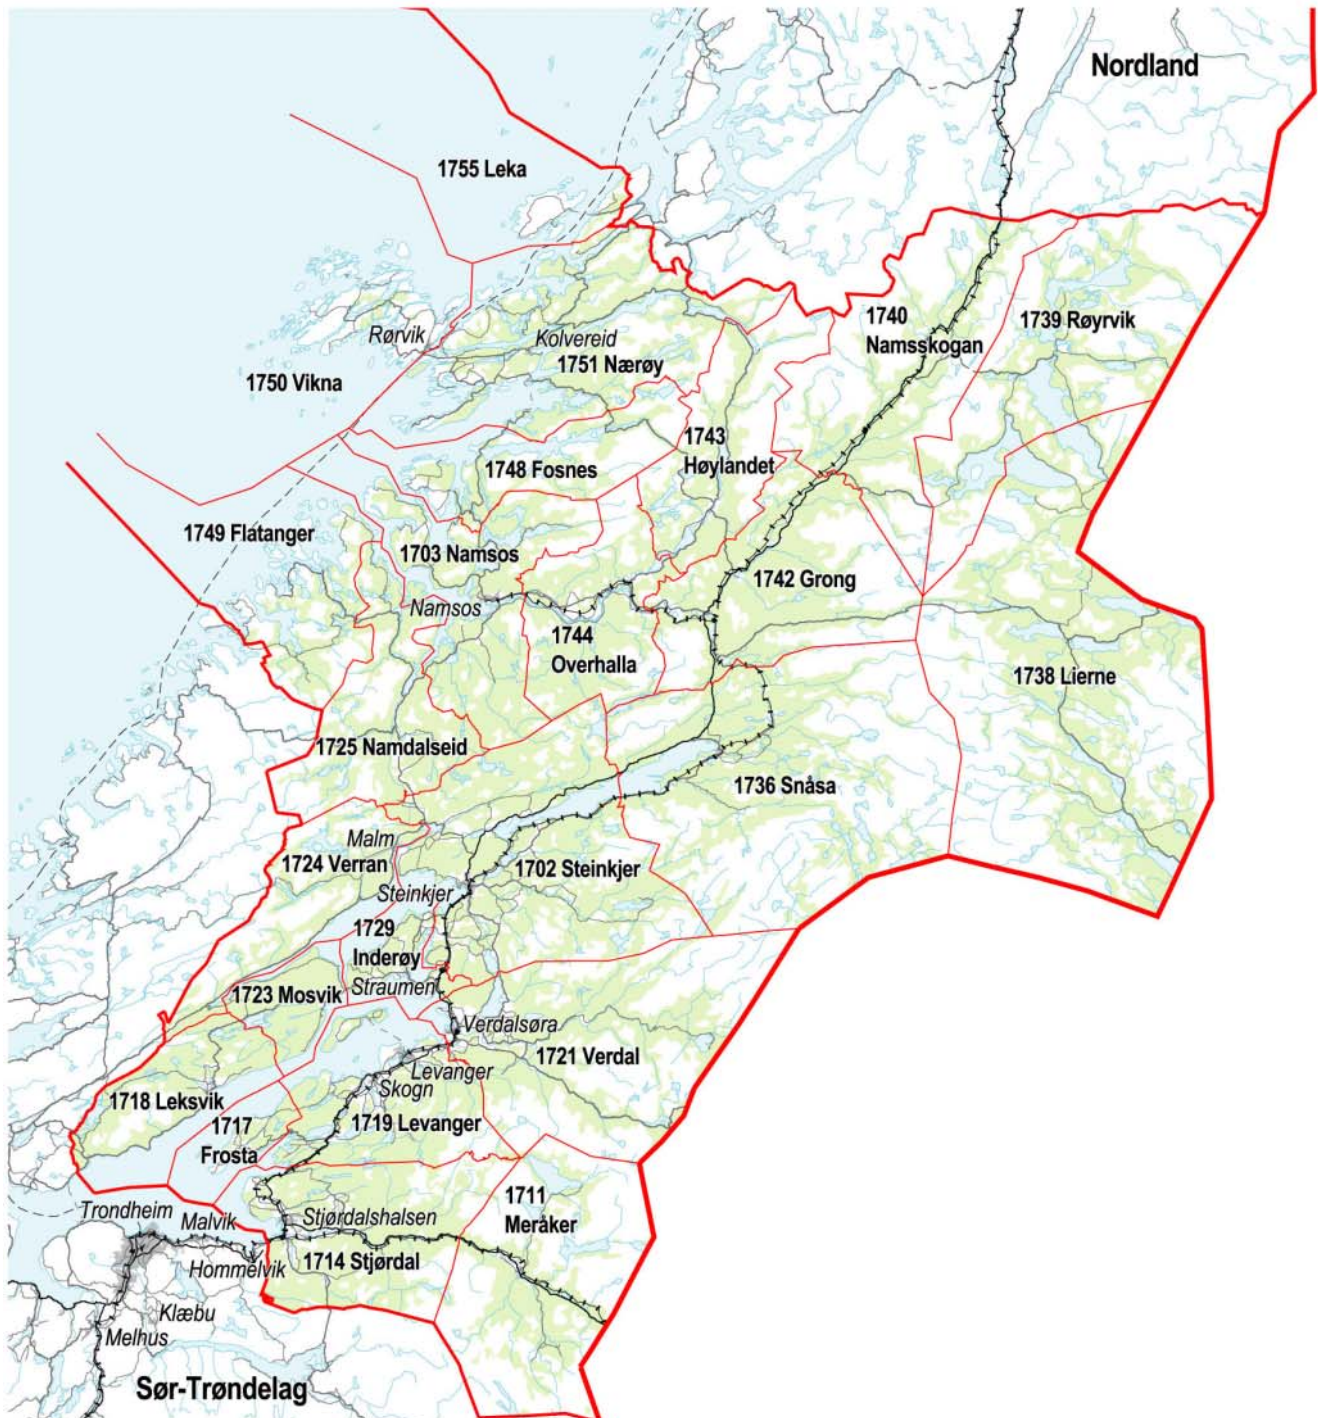 Nordland
1755 Leka
1740
Namsskogan
1739 Røyrvik
Rørvik
Kolvereid
1751 Nærøy
1750 Vikna
1743
Høylandet
1748 Fosnes
1749 Flatanger
1703 Namsos
1742 Grong
Namsos
1744
Overhalla
1738 Lierne
1725 Namdalseid
1736 Snåsa
Malm
1724 Verran
1702 Steinkjer
Steinkjer
1729
Inderøy
1723 Mosvik
Straumen
Verdalsøra
1721 Verdal
Levanger
Skogn
1718 Leksvik
1717
Frosta
1719 Levanger
1711
Meråker
Trondheim
Malvik
Stjørdalshalsen
Hommelvik
1714 Stjørdal
Klæbu
Melhus
Sør-Trøndelag